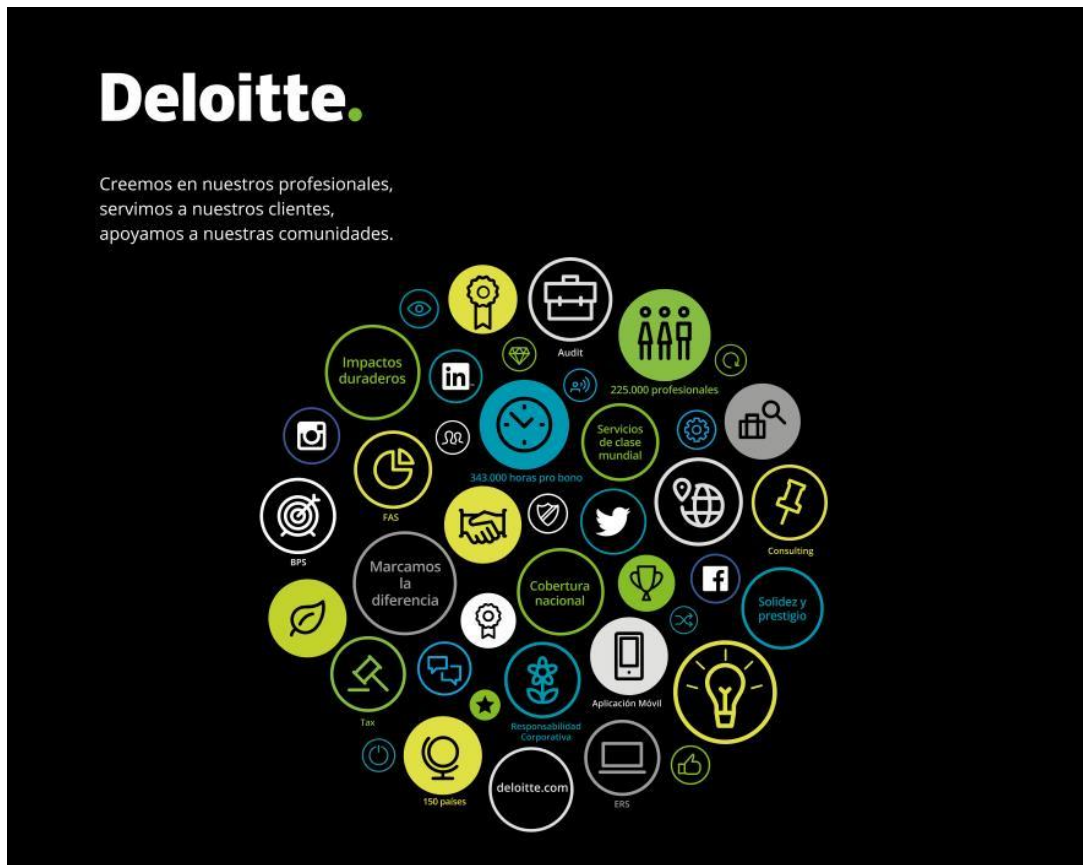 Deloitte.
Creemos en nuestros profesionales,
servimos a nuestros clientes,
apoyamos a nuestras comunidades.
Audit
Impactos
duraderos
in
225.000 profesionales
Servicios
de clase
mundial
343.000 horas pro bono
FAS
BPS
Consulting
Marcamos
la
diferencia
Cobertura
nacional
f
Solidez y
prestigio
Tax
Responsabilidad
Corporativa
Aplicación Móvil
150 países
deloitte.com
ERS